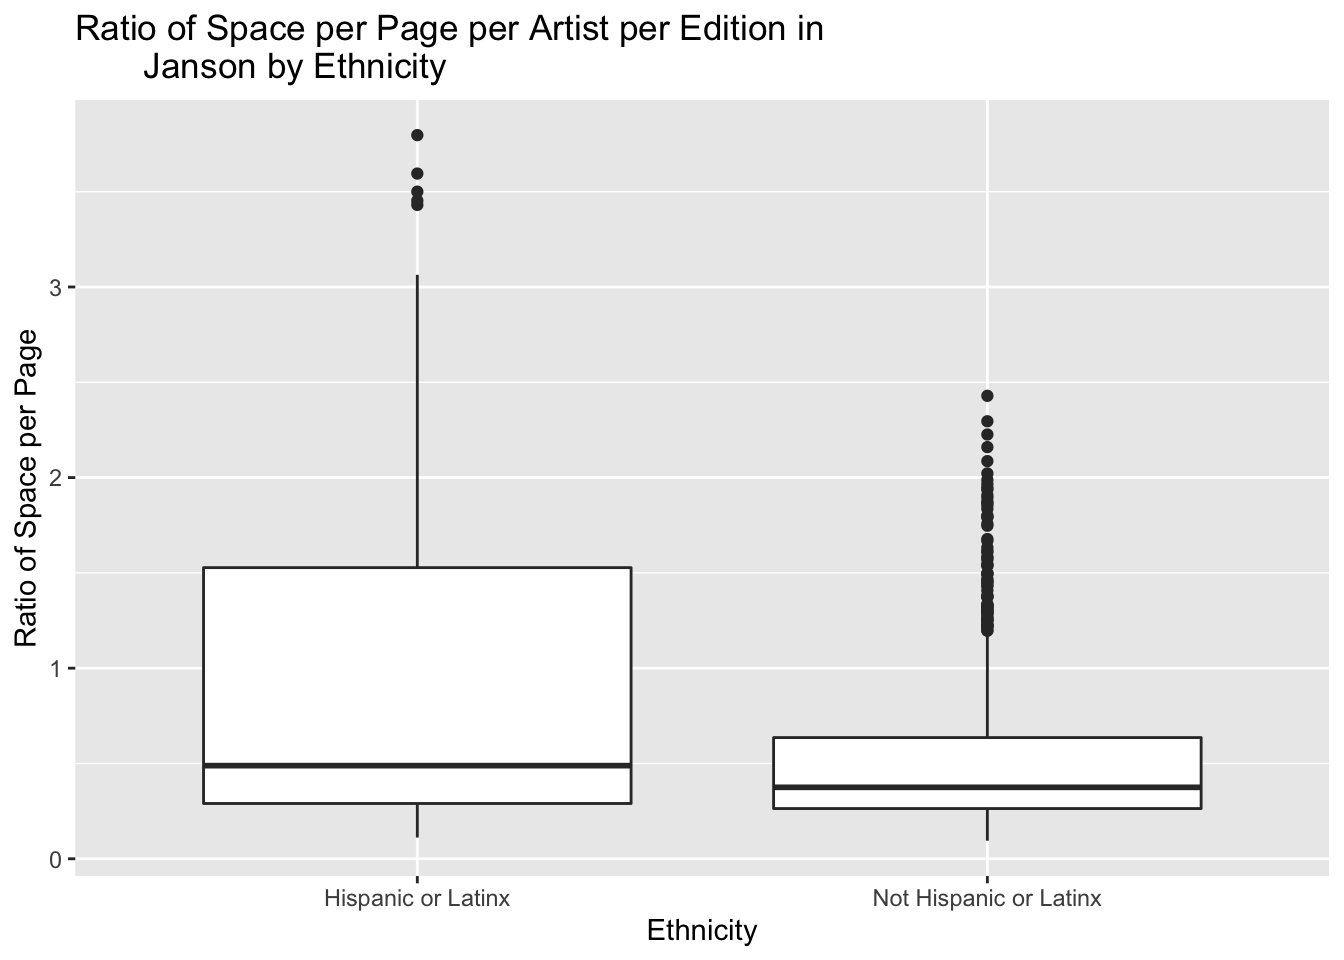 Ratio of Space per Page per Artist per Edition in
Janson by Ethnicity
Ratio of Space per Page
3
2
1
0
Hispanic or Latinx
Not Hispanic or Latinx
Ethnicity